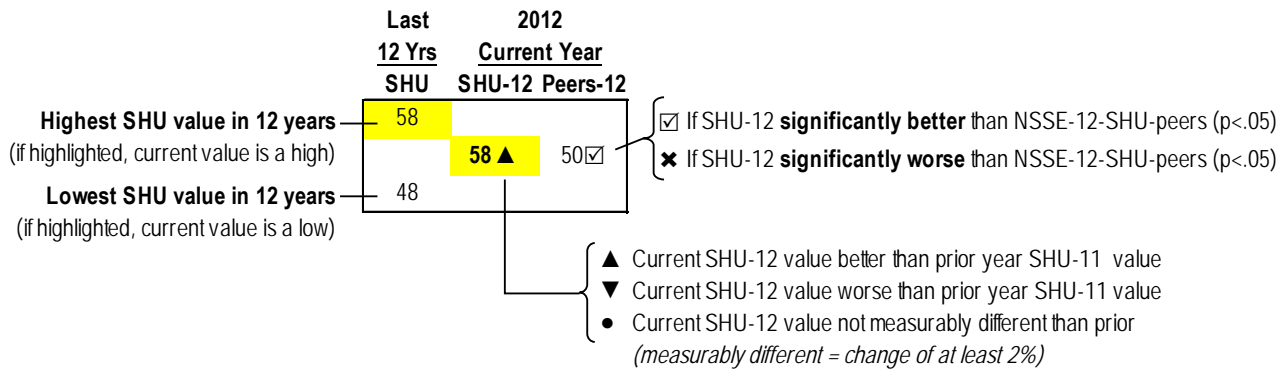 Last 2012
12 Yrs Current Year
SHU SHU-12 Peers-12
Highest SHU value in 12 years 58
(if highlighted, current value is a high)
58 ▲ 50☑
Lowest SHU value in 12 years 48
(if highlighted, current value is a low)
☑ If SHU-12 significantly better than NSSE-12-SHU-peers (p<.05)
✖ If SHU-12 significantly worse than NSSE-12-SHU-peers (p<.05)
▲ Current SHU-12 value better than prior year SHU-11 value
▼ Current SHU-12 value worse than prior year SHU-11 value
● Current SHU-12 value not measurably different than prior
(measurably different = change of at least 2%)